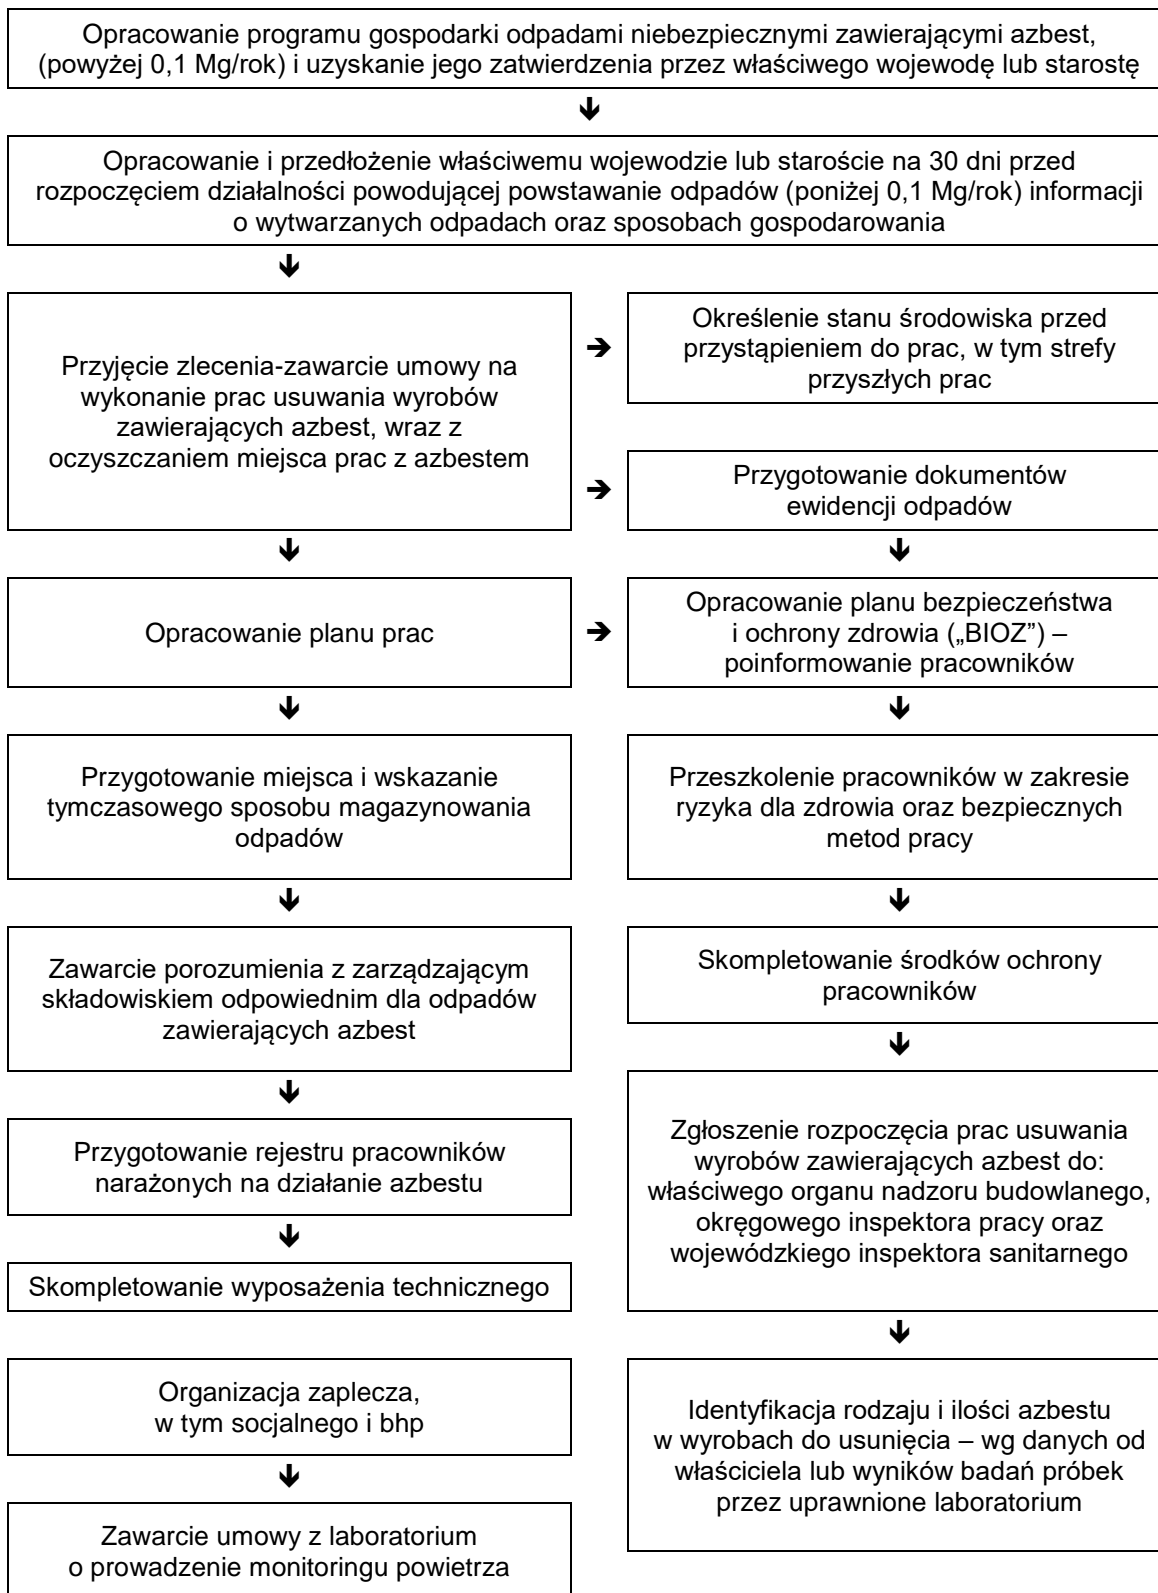 Opracowanie programu gospodarki odpadami niebezpiecznymi zawierającymi azbest,
(powyżej 0,1 Mg/rok) i uzyskanie jego zatwierdzenia przez właściwego wojewodę lub starostę
Opracowanie i przedłożenie właściwemu wojewodzie lub staroście na 30 dni przed
rozpoczęciem działalności powodującej powstawanie odpadów (poniżej 0,1 Mg/rok) informacji
o wytwarzanych odpadach oraz sposobach gospodarowania
Przyjęcie zlecenia-zawarcie umowy na
wykonanie prac usuwania wyrobów
zawierających azbest, wraz z
oczyszczaniem miejsca prac z azbestem
Określenie stanu środowiska przed
przystąpieniem do prac, w tym strefy
przyszłych prac
Przygotowanie dokumentów
ewidencji odpadów
Opracowanie planu prac
Opracowanie planu bezpieczeństwa
i ochrony zdrowia („BIOZ”) –
poinformowanie pracowników
Przygotowanie miejsca i wskazanie
tymczasowego sposobu magazynowania
odpadów
Przeszkolenie pracowników w zakresie
ryzyka dla zdrowia oraz bezpiecznych
metod pracy
Zawarcie porozumienia z zarządzającym
składowiskiem odpowiednim dla odpadów
zawierających azbest
Skompletowanie środków ochrony
pracowników
Przygotowanie rejestru pracowników
narażonych na działanie azbestu
Zgłoszenie rozpoczęcia prac usuwania
wyrobów zawierających azbest do:
właściwego organu nadzoru budowlanego,
okręgowego inspektora pracy oraz
wojewódzkiego inspektora sanitarnego
Skompletowanie wyposażenia technicznego
Organizacja zaplecza,
w tym socjalnego i bhp
Identyfikacja rodzaju i ilości azbestu
w wyrobach do usunięcia – wg danych od
właściciela lub wyników badań próbek
przez uprawnione laboratorium
Zawarcie umowy z laboratorium
o prowadzenie monitoringu powietrza